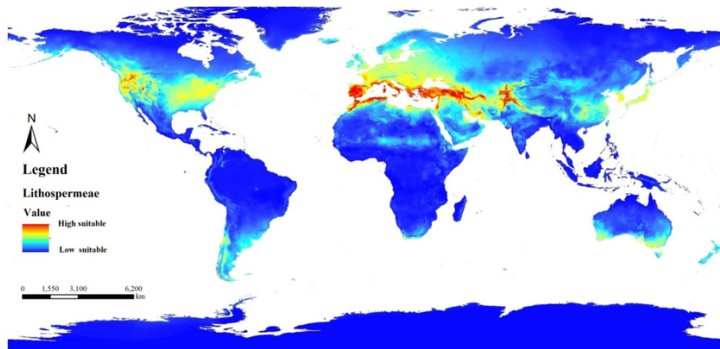 N
Legend
Lithospermeae
Value
High suitable
Low suitable
0 1,550 3,100 6,200
km